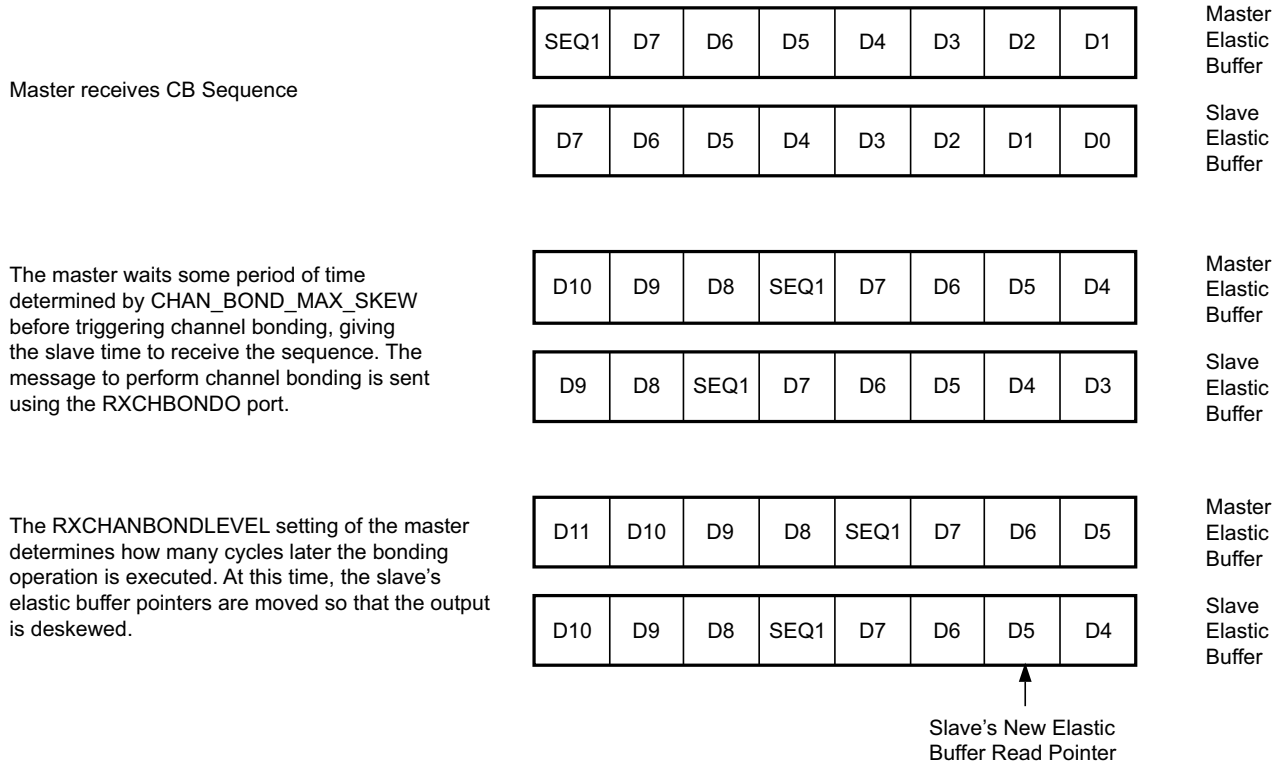 Master receives CB Sequence
SEQ1 D7 D6 D5 D4 D3 D2 D1
Master
Elastic
Buffer
D7 D6 D5 D4 D3 D2 D1 D0
Slave
Elastic
Buffer
The master waits some period of time
determined by CHAN_BOND_MAX_SKEW
before triggering channel bonding, giving
the slave time to receive the sequence. The
message to perform channel bonding is sent
using the RXCHBONDO port.
D10 D9 D8 SEQ1 D7 D6 D5 D4
Master
Elastic
Buffer
D9 D8 SEQ1 D7 D6 D5 D4 D3
Slave
Elastic
Buffer
The RXCHANBONDLEVEL setting of the master
determines how many cycles later the bonding
operation is executed. At this time, the slave's
elastic buffer pointers are moved so that the output
is deskewed.
D11 D10 D9 D8 SEQ1 D7 D6 D5
Master
Elastic
Buffer
D10 D9 D8 SEQ1 D7 D6 D5 D4
Slave
Elastic
Buffer
Slave's New Elastic
Buffer Read Pointer